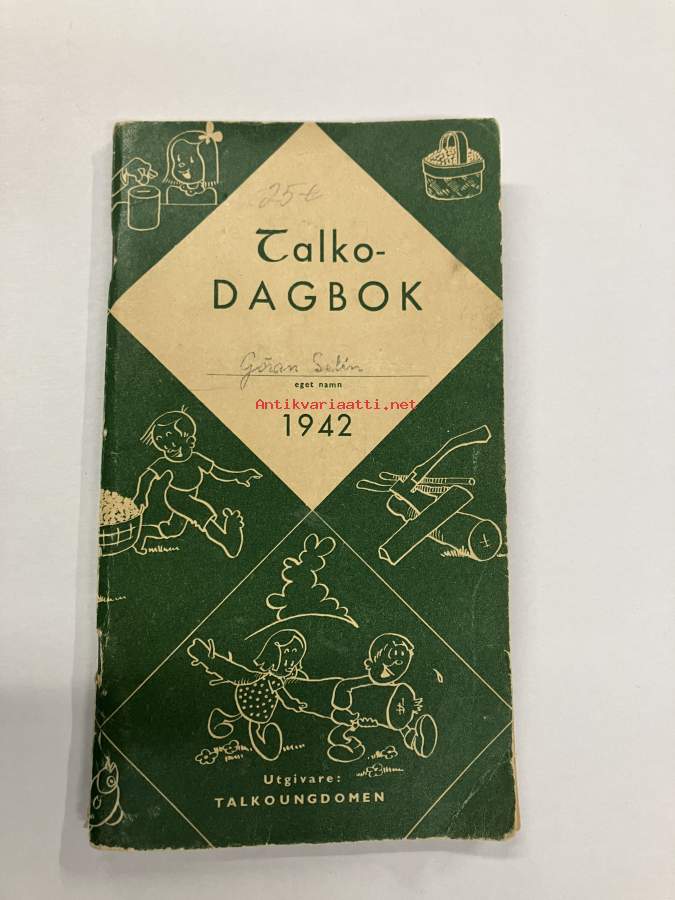 25-
Talko-
DAGBOK
Göran Selin
eget namn
Antikvariaatti.net
1942
Utgivare:
TALKOUNGDOMEN